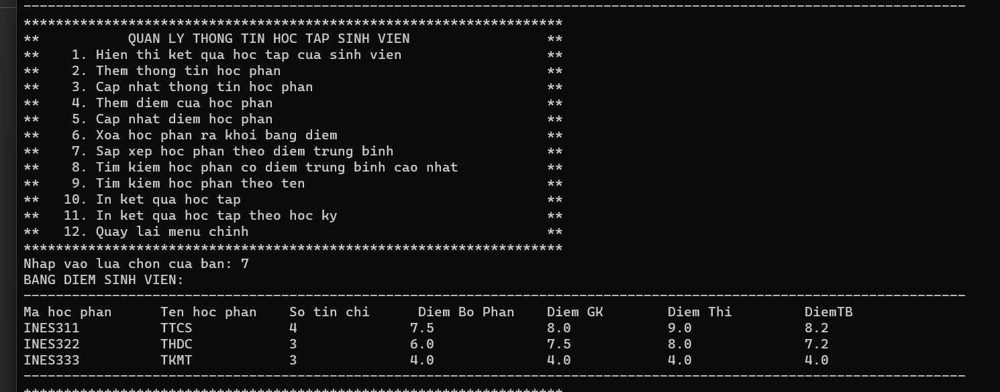 --------------------------------------------------------------------------------------------------------------------
*******************************************************************
**           QUAN LY THONG TIN HOC TAP SINH VIEN                 **
**    1. Hien thi ket qua hoc tap cua sinh vien                  **
**    2. Them thong tin hoc phan                                 **
**    3. Cap nhat thong tin hoc phan                             **
**    4. Them diem cua hoc phan                                  **
**    5. Cap nhat diem hoc phan                                  **
**    6. Xoa hoc phan ra khoi bang diem                          **
**    7. Sap xep hoc phan theo diem trung binh                   **
**    8. Tim kiem hoc phan co diem trung binh cao nhat           **
**    9. Tim kiem hoc phan theo ten                              **
**   10. In ket qua hoc tap                                      **
**   11. In ket qua hoc tap theo hoc ky                          **
**   12. Quay lai menu chinh                                     **
*******************************************************************
Nhap vao lua chon cua ban: 7
BANG DIEM SINH VIEN:
---------------------------------------------------------------------------------------------------------------------
Ma hoc phan      Ten hoc phan    So tin chi      Diem Bo Phan    Diem GK        Diem Thi         DiemTB
INES311          TTCS            4              7.5              8.0            9.0              8.2
INES322          THDC            3              6.0              7.5            8.0              7.2
INES333          TKMT            3              4.0              4.0            4.0              4.0
---------------------------------------------------------------------------------------------------------------------
*******************************************************************